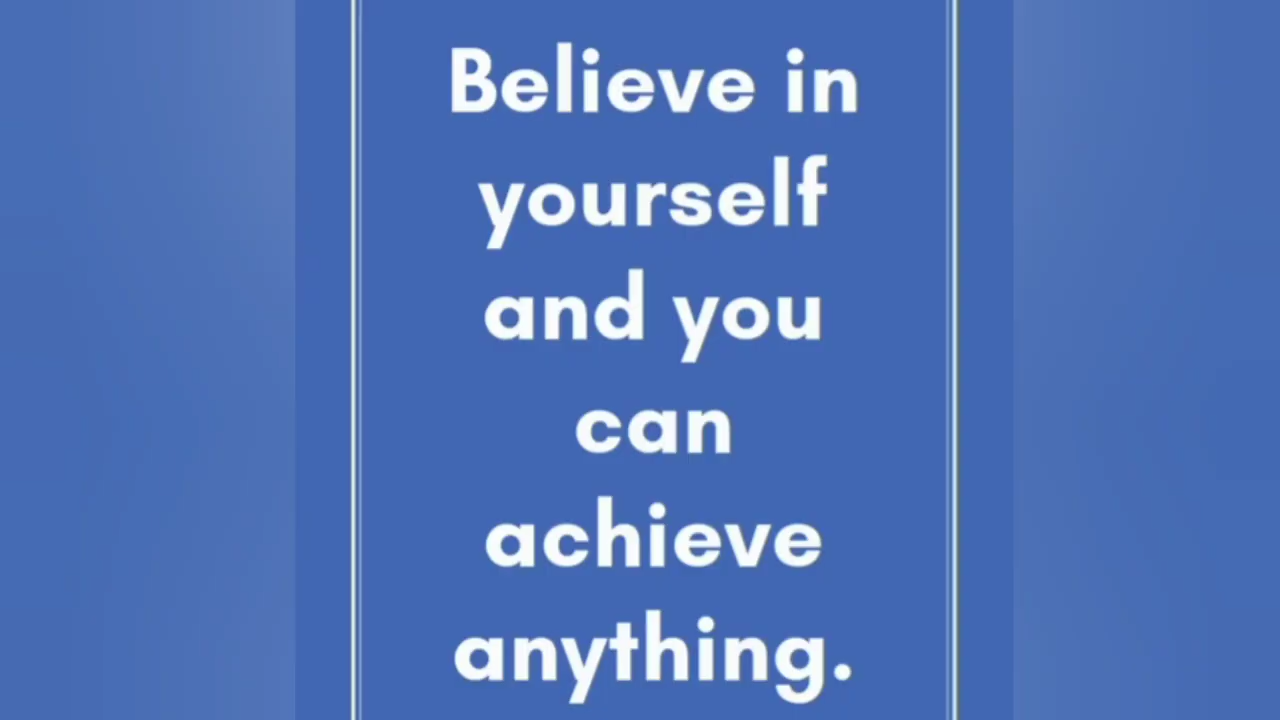 Believe in
yourself
and you
can
achieve
anything.